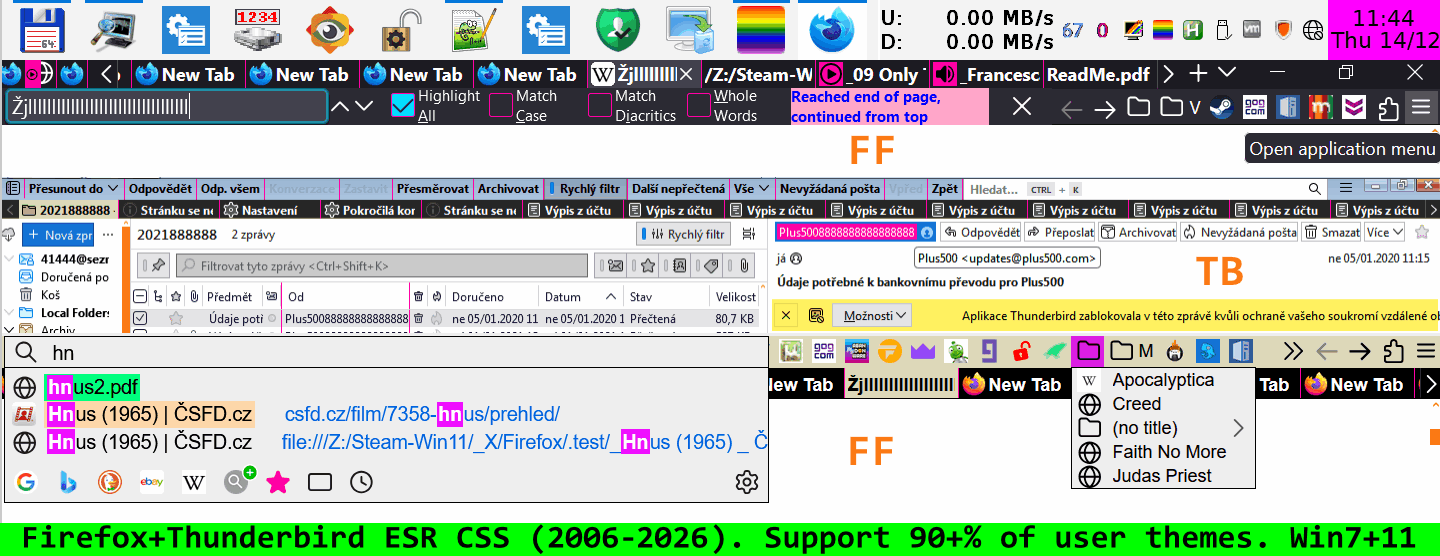 1234
64:
U: 0.00 MB/s
D: 0.00 MB/s
67 0
11:44
Thu 14/12
New Tab
New Tab
New Tab
New Tab
/Z:/Steam-W
_09 Only
_Francesc
ReadMe.pdf
Highlight All
Match Case
Match Djacritics
Whole Words
Reached end of page, continued from top
V
gog com
FF
Open application menu
Přesunout do
Odpovědět
Odp. všem
Konverzace
Zastavit
Přesměrovat
Archivovat
Rychlý filtr
Další nepřečtená
Vše
Nevyžádaná pošta
Vpřed
Zpět
Hledat...
CTRL + K
2021888888
Stránku se ne
Nastavení
Pokročilá kor
Stránku se ne
Výpis z účtu
Výpis z účtu
Výpis z účtu
Výpis z účtu
Výpis z účtu
Výpis z účtu
Výpis z účtu
Výpis z účtu
Výpis z účtu
+ Nová zpr
2021888888 2 zprávy
Rychlý filtr
Plus5008888888888888888
Odpovědět
Přeposlat
Archivovat
Nevyžádaná pošta
Smazat
Více
41444@sezn
Doručená po
Koš
Local Folders
Archiv
Filtrovat tyto zprávy <Ctrl+Shift+K>
já
Plus500 <updates@plus500.com>
ne 05/01.2020 11:15
TB
Údaje potřebné k bankovnímu převodu pro Plus500
Předmět Od Doručeno Datum Stav Velikost
Údaje potř Plus50088888888888888 ne 05/01.2020 11 ne 05/01.2020 1 Přečtená 80,7 KB
Možnosti
Aplikace Thunderbird zablokovala v této zprávě kvůli ochraně vašeho soukromí vzdálené ob
hn
hnus2.pdf
Hnus (1965) | ČSFD.cz csfd.cz/film/7358-hnus/prehled/
Hnus (1965) | ČSFD.cz file:///Z:/Steam-Win11/_X/Firefox/.test/_Hnus (1965) _ Č
ebay
W
gog com
M
New Tab
New Tab
Tab
New Tab
Apocalyptica
Creed
(no title)
Faith No More
Judas Priest
FF
Firefox+Thunderbird ESR CSS (2006-2026). Support 90+% of user themes. Win7+11